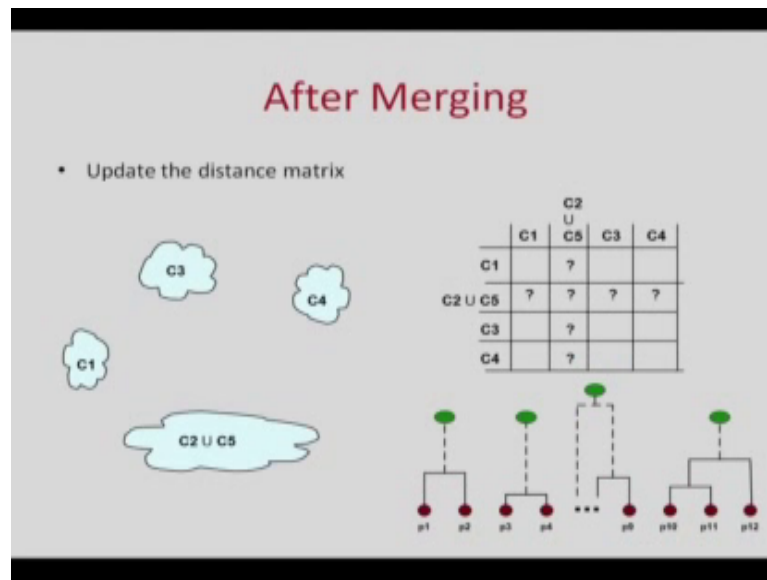 After Merging
• Update the distance matrix
C2
U
C1 C5 C3 C4
C1 ?
C2 U C5 ? ? ? ?
C3 ?
C4 ?
C3
C4
C1
C2 U C5
p1 p2 p3 p4 ... p9 p10 p11 p12